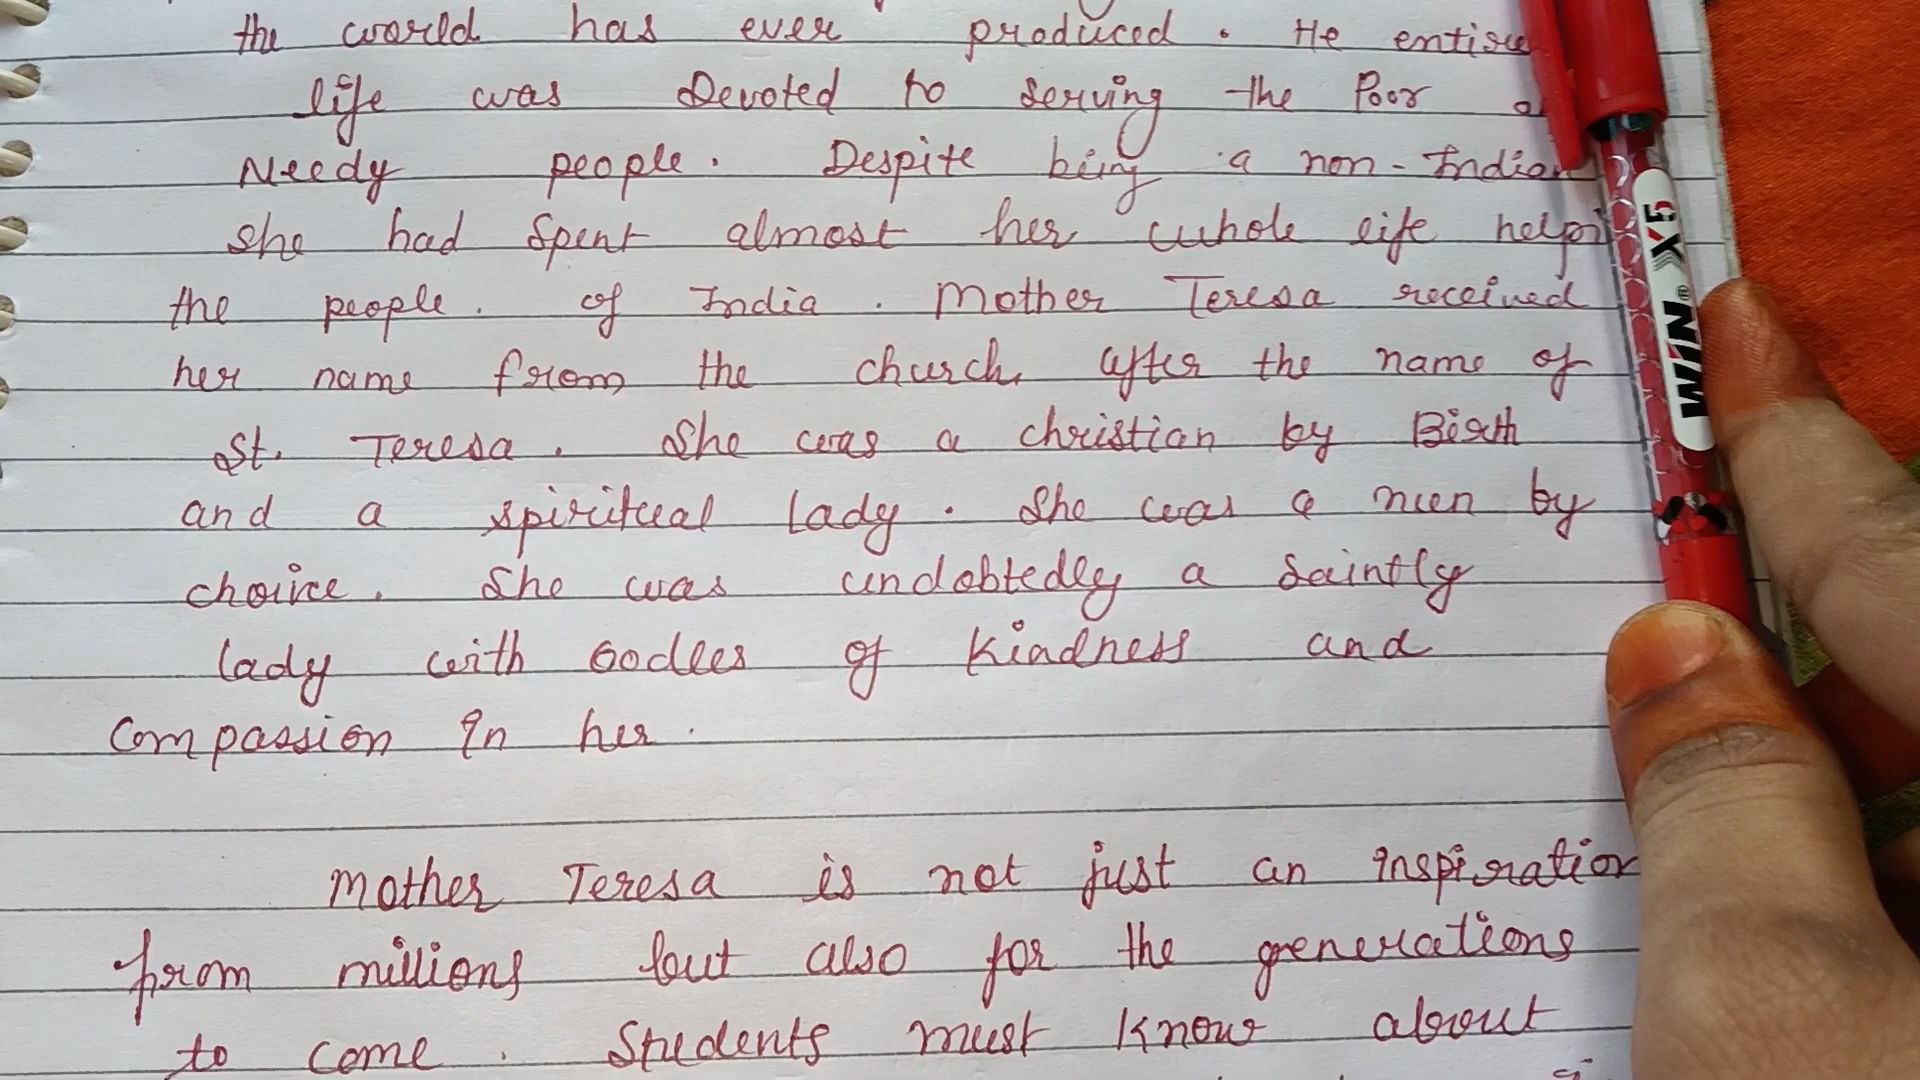 the world has ever produced. He entire
life was Devoted to serving the Poor
Needy people. Despite being a non-Indian
She had Spent almost her whole life helpi
the people. of India. Mother Teresa received
her name from the church after the name of
St. Teresa. She was a christian by Birth
and a spiritual lady. She was a nun by
choice. She was undobtedly a Saintly
lady with oodles of Kindness and
Compassion In her.
Mother Teresa is not just an Inspiration
from millions but also for the generations
to come. Students must know about
WIN® X5